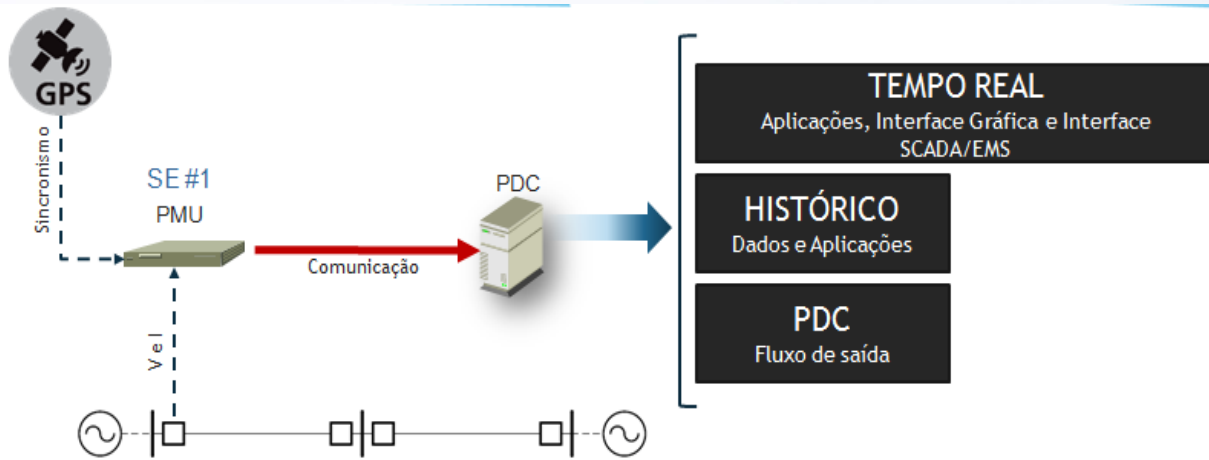 GPS
Sincronismo
SE #1
PMU
Comunicação
PDC
V e I
TEMPO REAL
Aplicações, Interface Gráfica e Interface
SCADA/EMS
HISTÓRICO
Dados e Aplicações
PDC
Fluxo de saída